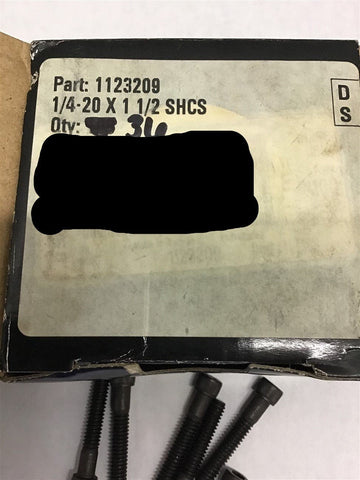 Part: 1123209
1/4-20 X 1 1/2 SHCS
Qty:
D
S